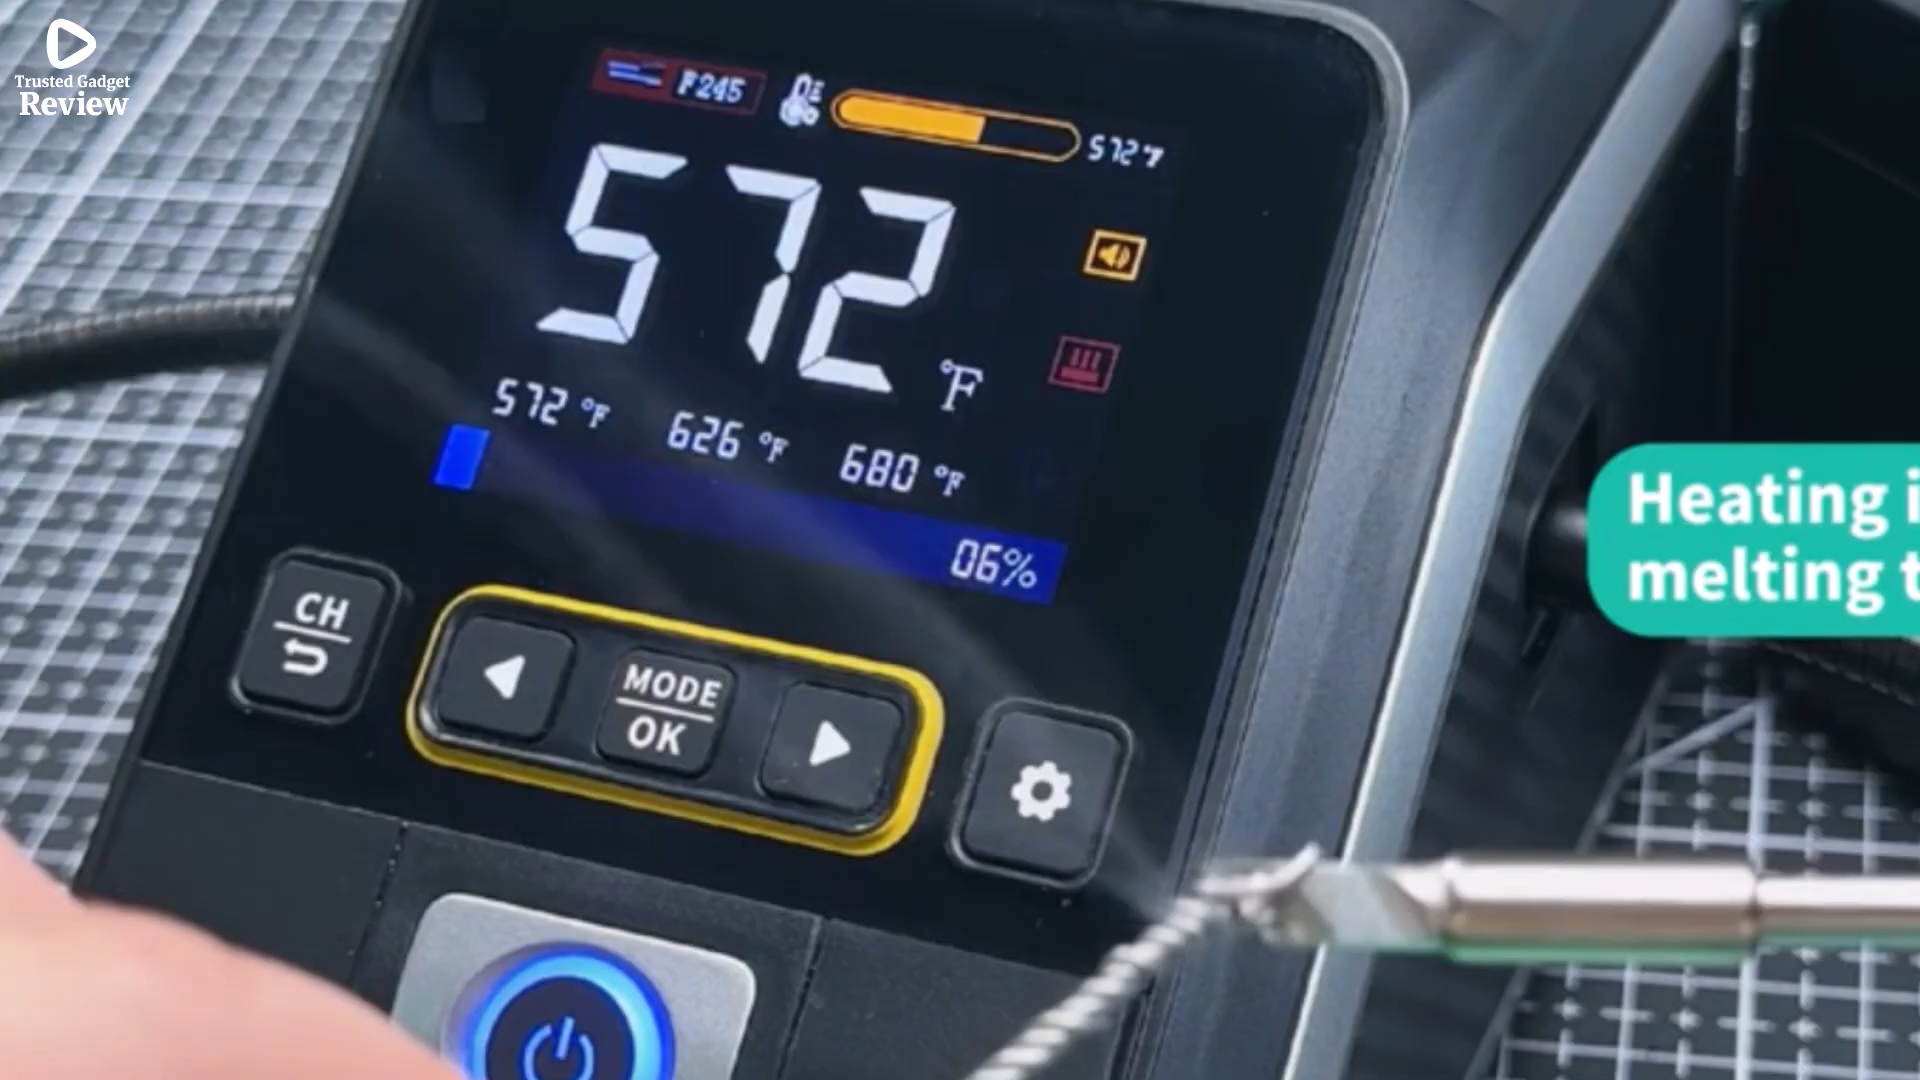 Trusted Gadget
Review
F245
572 °F
572
°F
572 °F 626 °F 680 °F
06%
CH
MODE
OK
Heating i
melting t